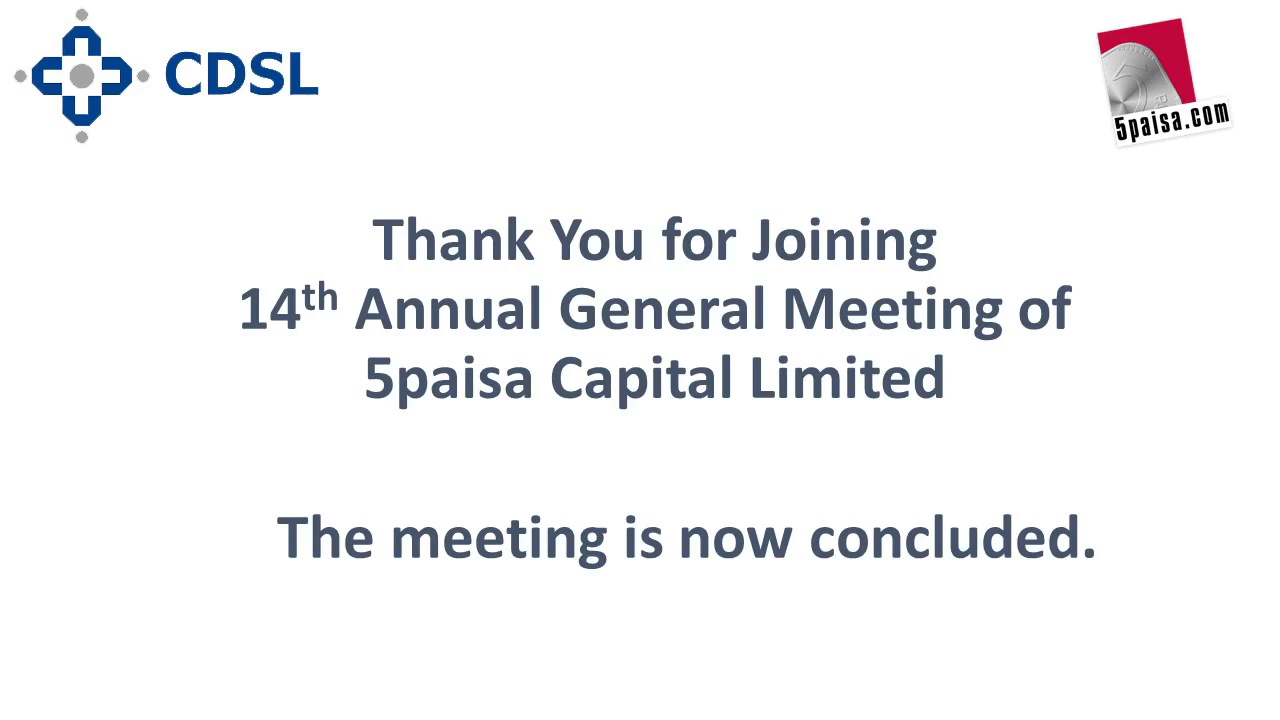 CDSL
5paisa.com
Thank You for Joining
14th Annual General Meeting of
5paisa Capital Limited
The meeting is now concluded.